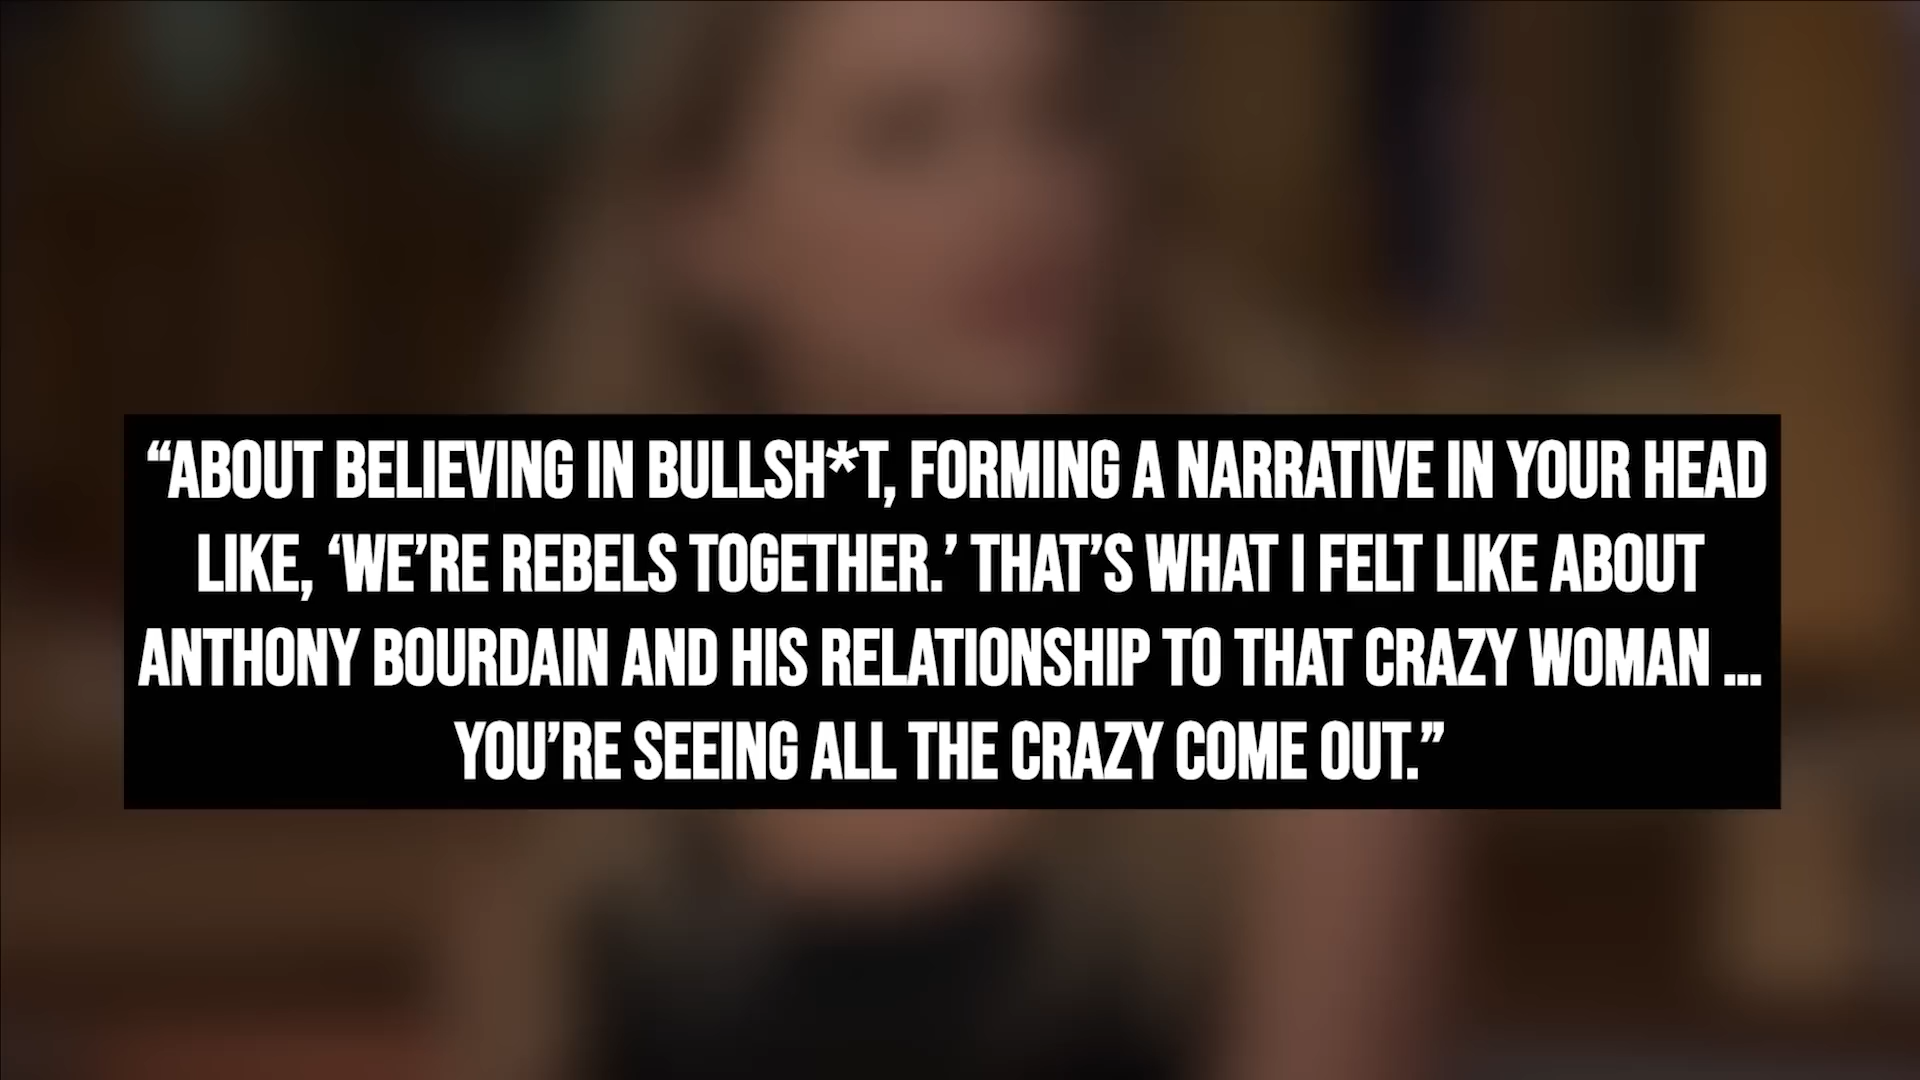 “ABOUT BELIEVING IN BULLSH*T, FORMING A NARRATIVE IN YOUR HEAD
LIKE, ‘WE’RE REBELS TOGETHER.’ THAT’S WHAT I FELT LIKE ABOUT
ANTHONY BOURDAIN AND HIS RELATIONSHIP TO THAT CRAZY WOMAN ...
YOU’RE SEEING ALL THE CRAZY COME OUT.”